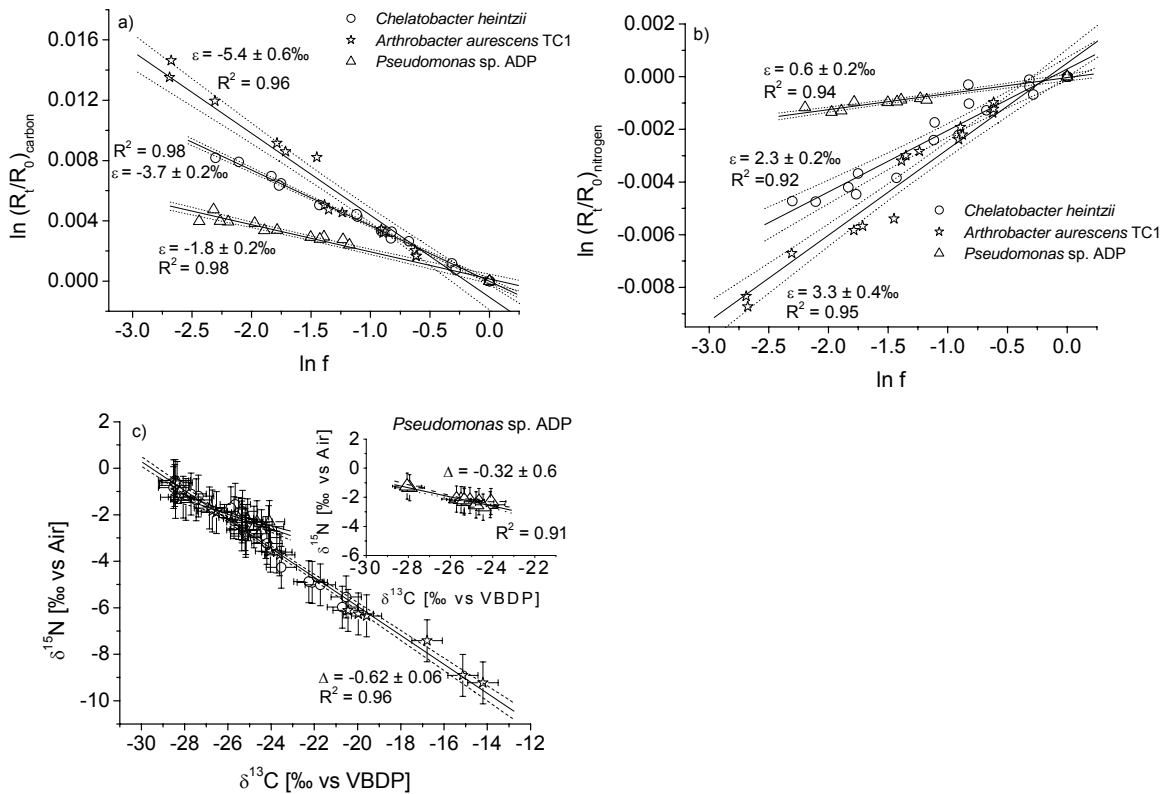 a)
Chelatobacter heintzii
Arthrobacter aurescens TC1
Pseudomonas sp. ADP
ε = -5.4 ± 0.6‰
R² = 0.96
R² = 0.98
ε = -3.7 ± 0.2‰
ε = -1.8 ± 0.2‰
R² = 0.98
0.016
0.012
0.008
0.004
0.000
ln (Rt/R0)carbon
-3.0 -2.5 -2.0 -1.5 -1.0 -0.5 0.0
ln f
b)
ε = 0.6 ± 0.2‰
R² = 0.94
ε = 2.3 ± 0.2‰
R² =0.92
Chelatobacter heintzii
Arthrobacter aurescens TC1
Pseudomonas sp. ADP
ε = 3.3 ± 0.4‰
R² = 0.95
0.002
0.000
-0.002
-0.004
-0.006
-0.008
ln (Rt/R0)nitrogen
-3.0 -2.5 -2.0 -1.5 -1.0 -0.5 0.0
ln f
c)
Pseudomonas sp. ADP
Δ = -0.32 ± 0.6
R² = 0.91
2
0
-2
-4
-6
δ15N [‰ vs Air]
-30 -28 -26 -24 -22
δ13C [‰ vs VBDP]
Δ = -0.62 ± 0.06
R² = 0.96
2
0
-2
-4
-6
-8
-10
δ15N [‰ vs Air]
-30 -28 -26 -24 -22 -20 -18 -16 -14 -12
δ13C [‰ vs VBDP]